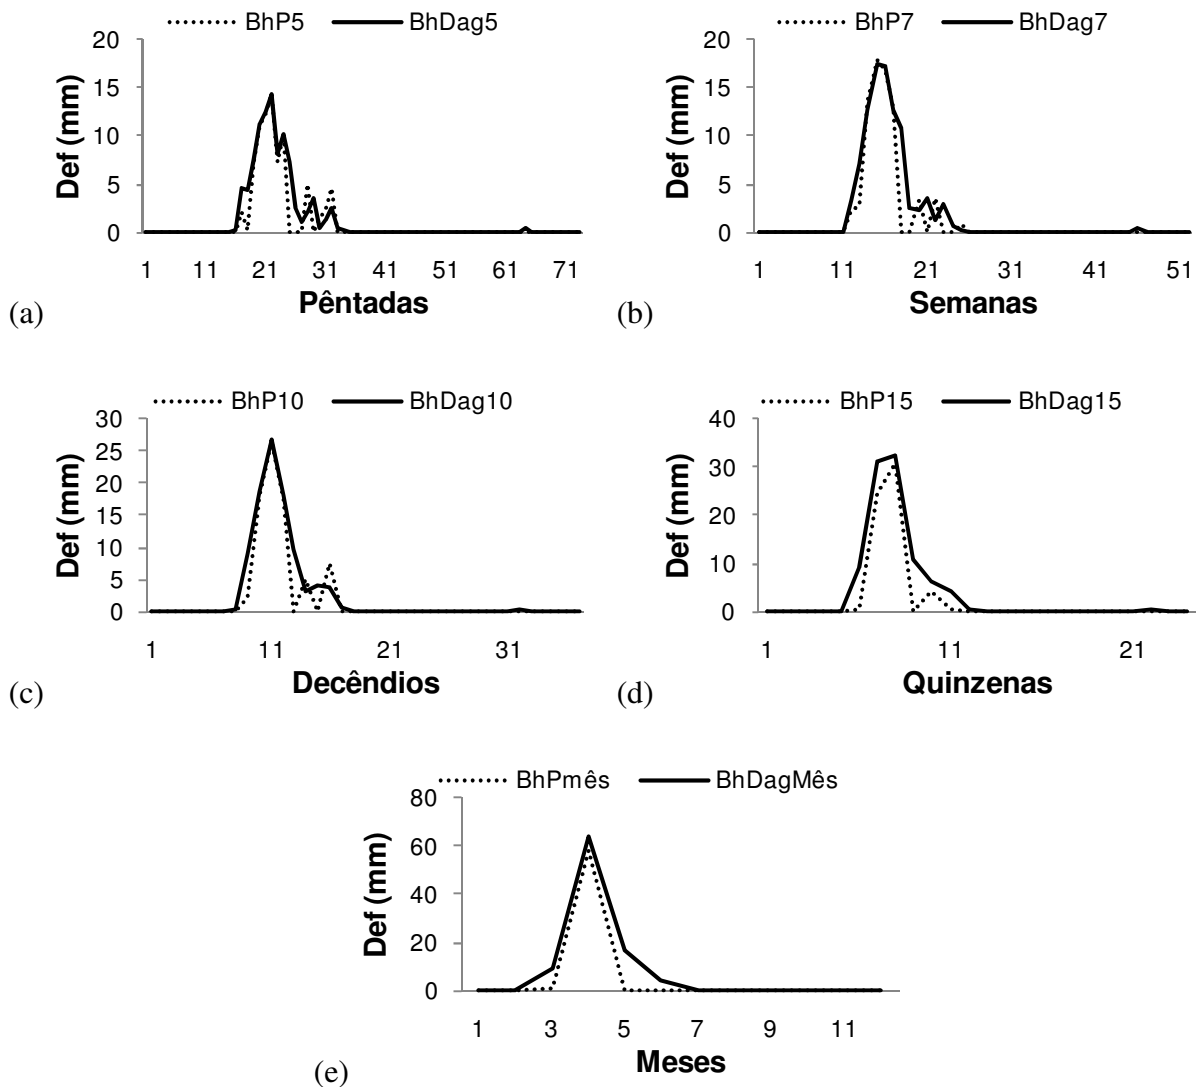 BhP5 BhDag5
20
15
10
5
0
Def (mm)
1 11 21 31 41 51 61 71
Pêntadas
(a)
BhP7 BhDag7
20
15
10
5
0
Def (mm)
1 11 21 31 41 51
Semanas
(b)
BhP10 BhDag10
30
25
20
15
10
5
0
Def (mm)
1 11 21 31
Decêndios
(c)
BhP15 BhDag15
40
30
20
10
0
Def (mm)
1 11 21
Quinzenas
(d)
BhPmês BhDagMês
80
60
40
20
0
Def (mm)
1 3 5 7 9 11
Meses
(e)